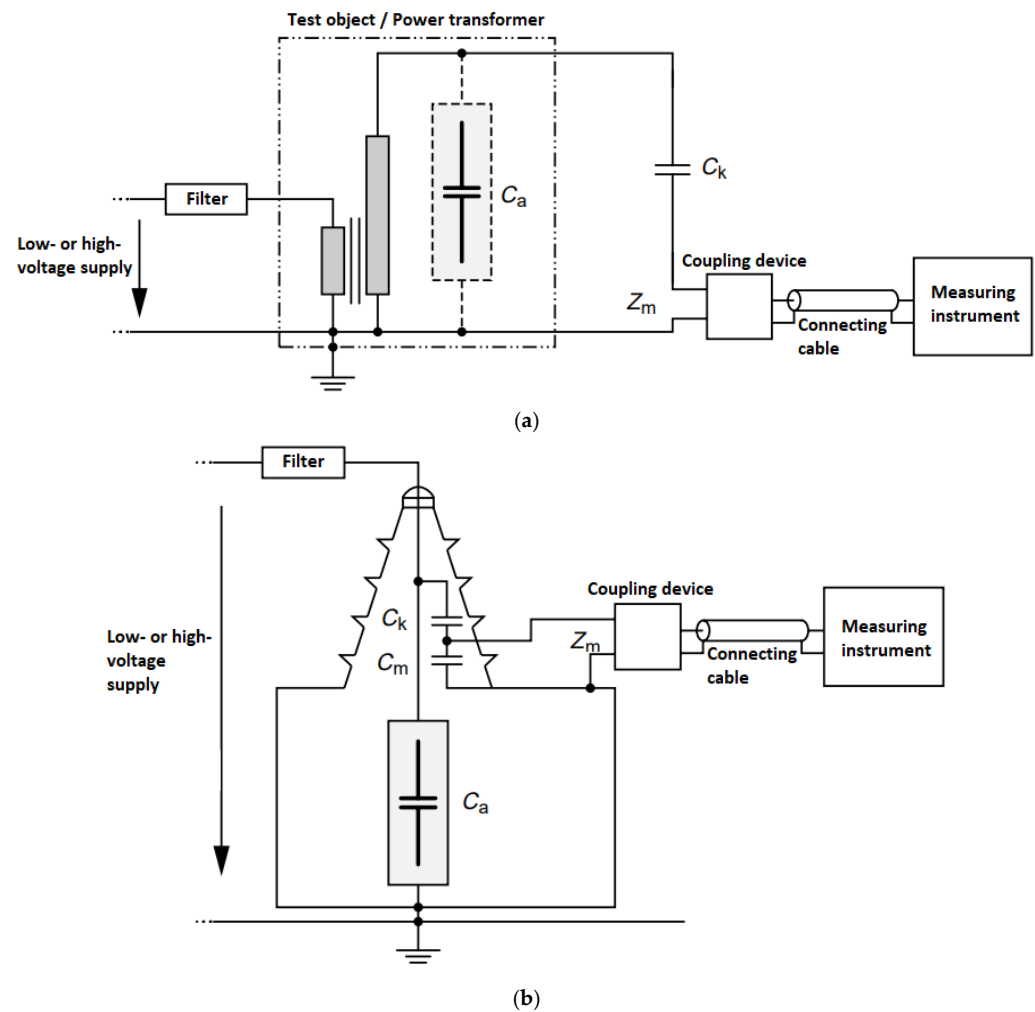 Test object / Power transformer
Filter
Low- or high-
voltage supply
Ca
Ck
Coupling device
Zm
Connecting
cable
Measuring
instrument
(a)
Filter
Low- or high-
voltage
supply
Ck
Cm
Coupling device
Zm
Connecting
cable
Measuring
instrument
Ca
(b)